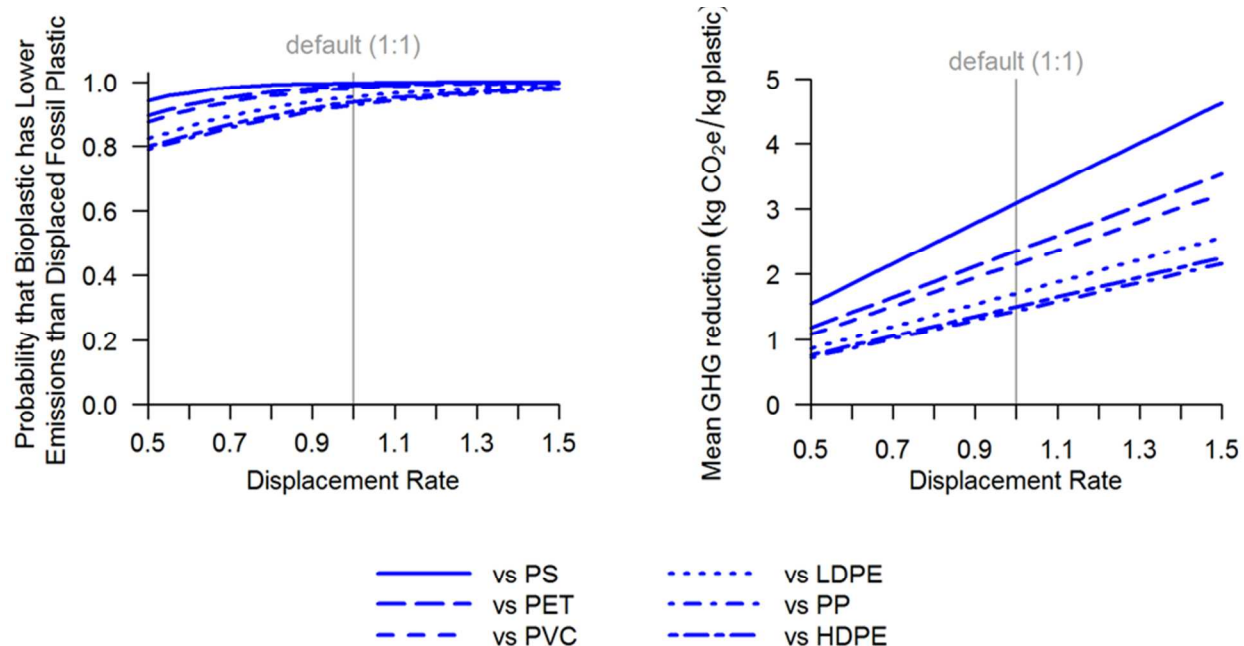 Probability that Bioplastic has Lower
Emissions than Displaced Fossil Plastic
default (1:1)
1.0
0.8
0.6
0.4
0.2
0.0
0.5 0.7 0.9 1.1 1.3 1.5
Displacement Rate
Mean GHG reduction (kg CO₂e/kg plastic)
default (1:1)
5
4
3
2
1
0
0.5 0.7 0.9 1.1 1.3 1.5
Displacement Rate
vs PS
vs PET
vs PVC
vs LDPE
vs PP
vs HDPE